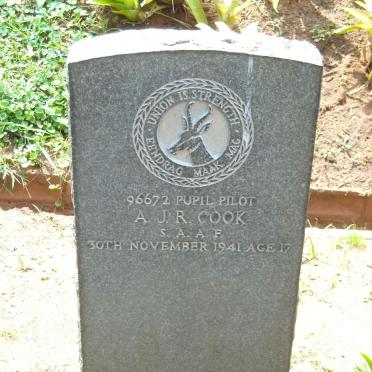 UNION IS STRENGTH
EENDRAG MAAK MAG
96672 PUPIL PILOT
A. J. R. COOK
S. A. A. F.
30TH NOVEMBER 1941 AGE 17